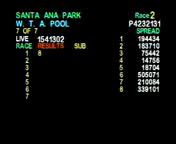 SANTA ANA PARK Race 2
W. T. A. POOL P4232131
7 OF 7 SPREAD
LIVE 1541302 1 194434
RACE RESULTS SUB 2 183710
1 8 3 75442
2 4 14756
3 5 18704
4 6 505071
5 7 210084
6 8 339101
7